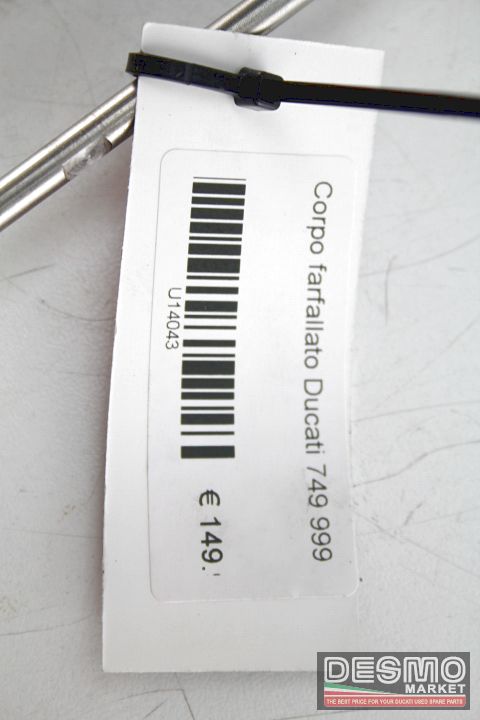 Corpo farfallato Ducati 749 999
U14043
€ 149.
DESMO
MARKET
THE BEST PRICE FOR YOUR DUCATI USED SPARE PARTS